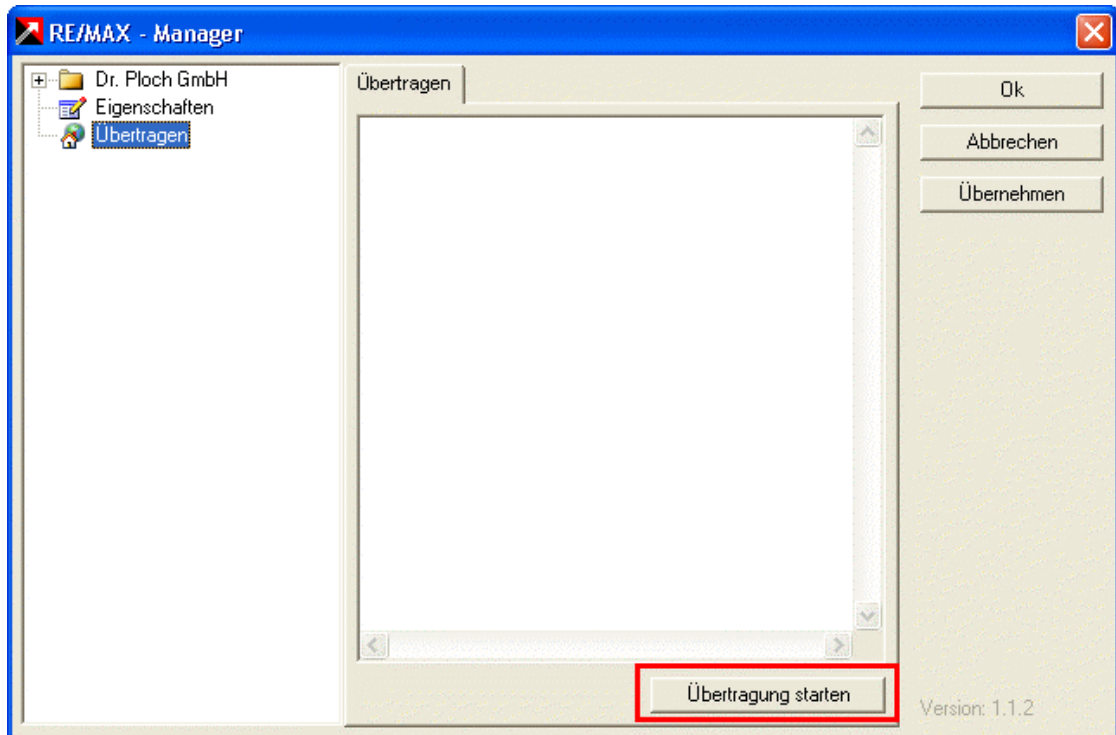 RE/MAX - Manager
Dr. Ploch GmbH
Eigenschaften
Übertragen
Übertragen
Ok
Abbrechen
Übernehmen
Übertragung starten
Version: 1.1.2